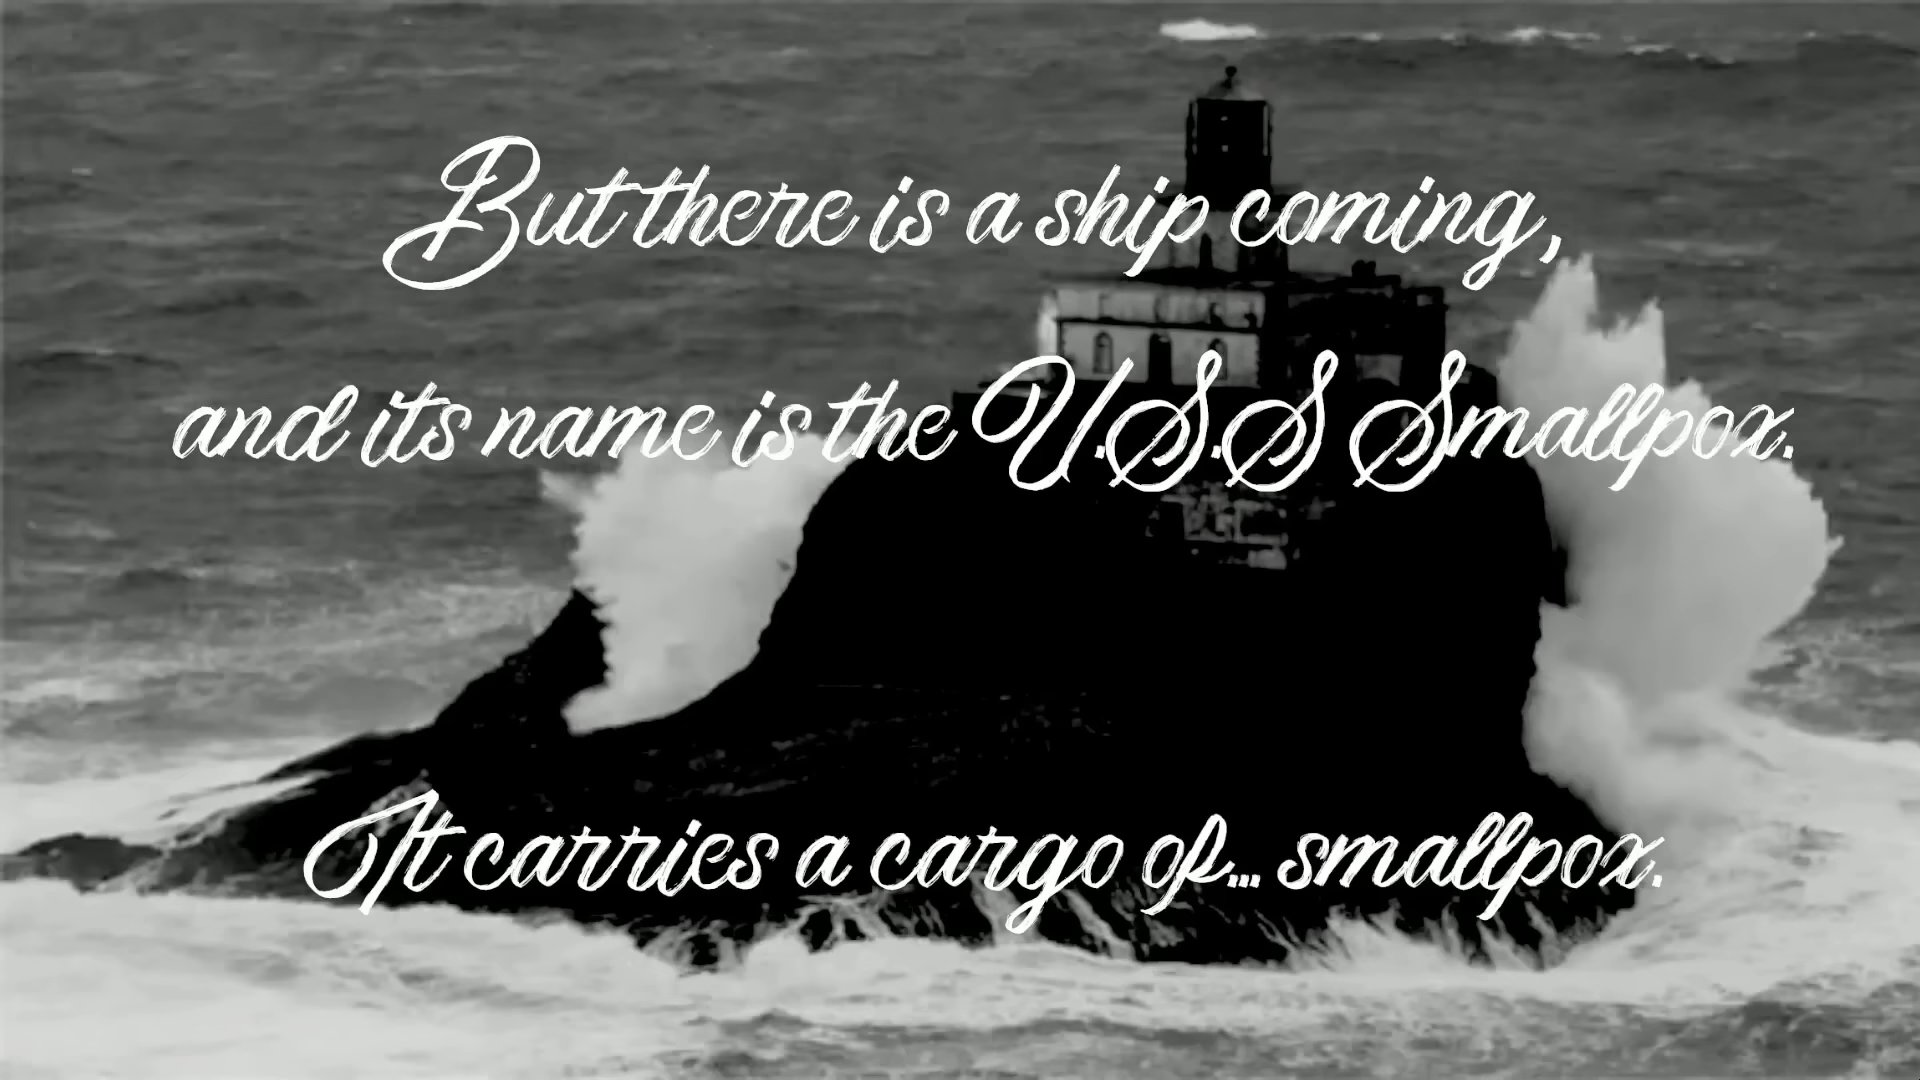 But there is a ship coming,
and its name is the U.S.S Smallpox.
It carries a cargo of... smallpox.